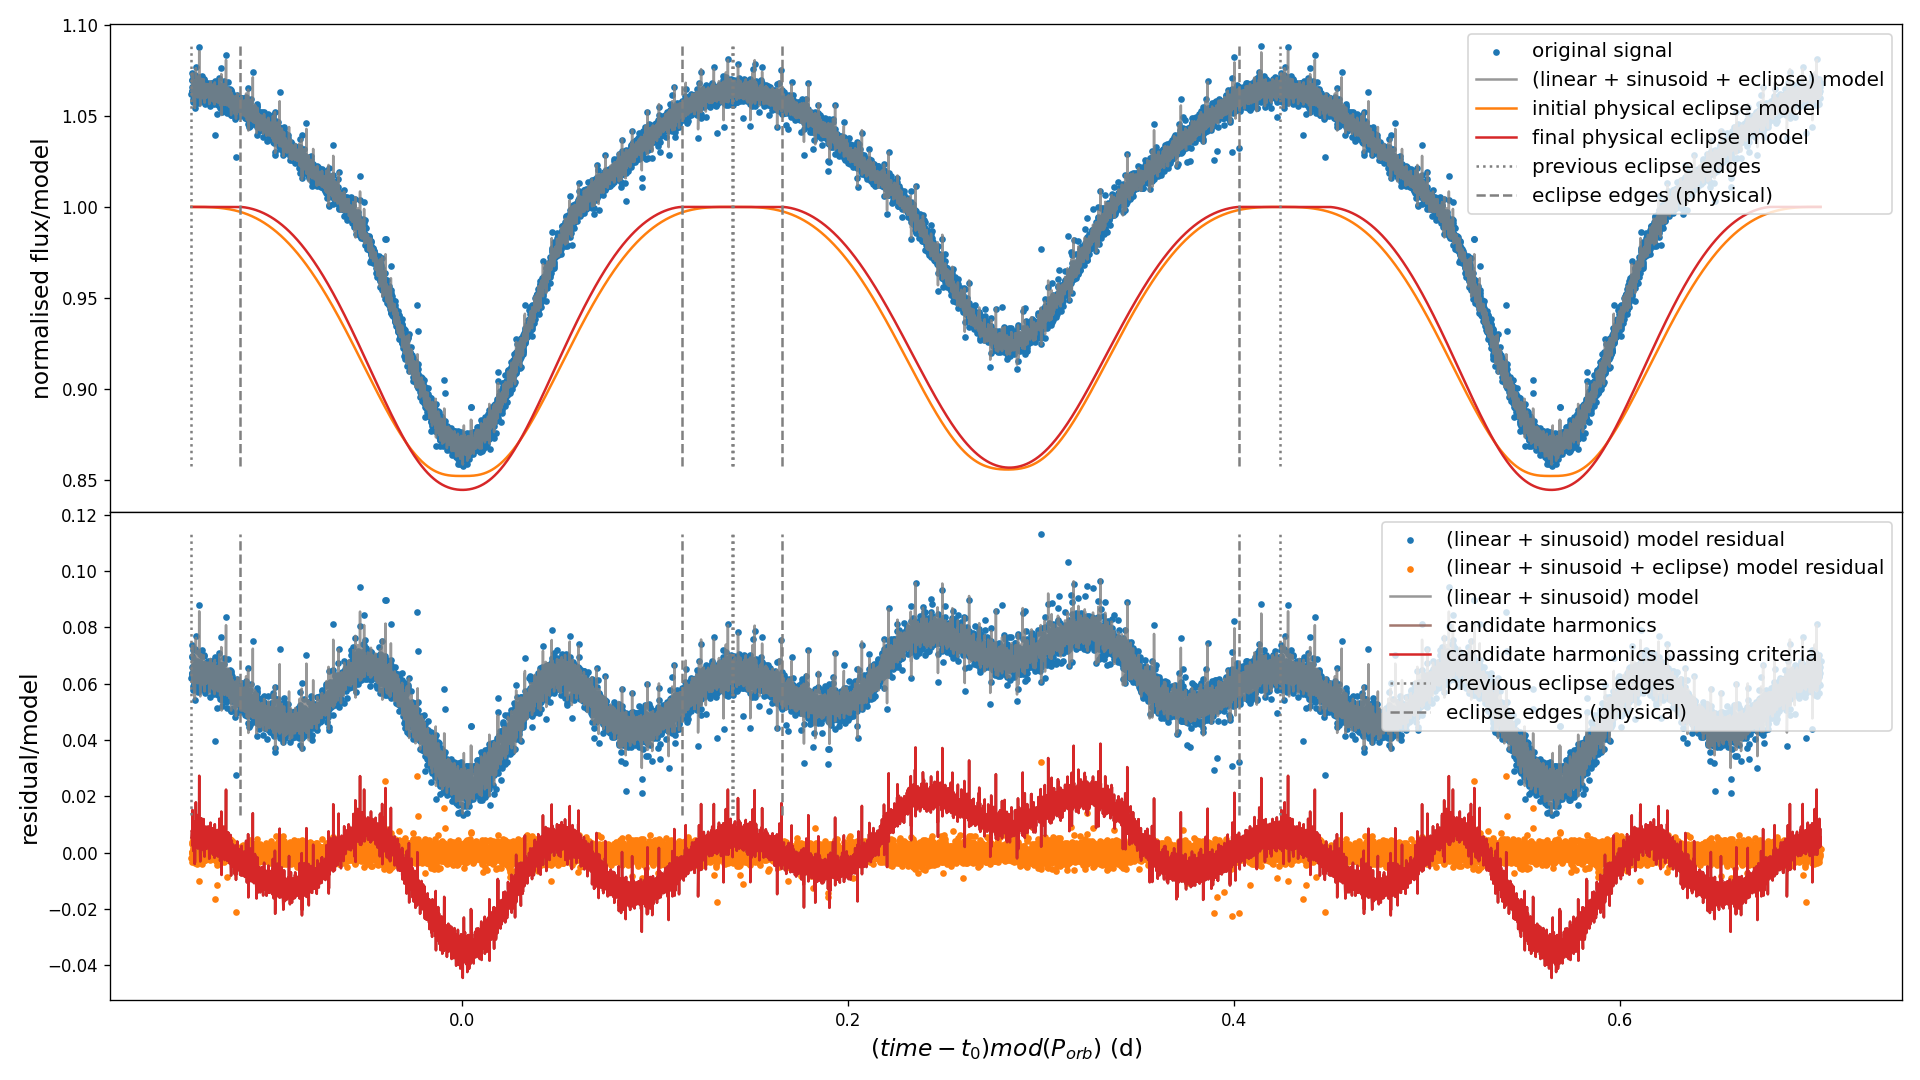 1.10
1.05
1.00
0.95
0.90
0.85
normalised flux/model
original signal
(linear + sinusoid + eclipse) model
initial physical eclipse model
final physical eclipse model
previous eclipse edges
eclipse edges (physical)
0.12
0.10
0.08
0.06
0.04
0.02
0.00
−0.02
−0.04
residual/model
(linear + sinusoid) model residual
(linear + sinusoid + eclipse) model residual
(linear + sinusoid) model
candidate harmonics
candidate harmonics passing criteria
previous eclipse edges
eclipse edges (physical)
0.0
0.2
0.4
0.6
(time − t₀)mod(Pₒᵣᵦ) (d)